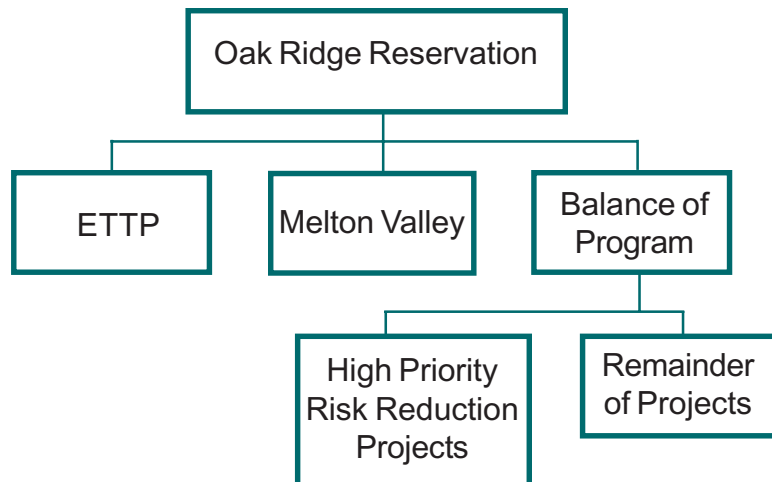 Oak Ridge Reservation
ETTP
Melton Valley
Balance of
Program
High Priority
Risk Reduction
Projects
Remainder
of Projects